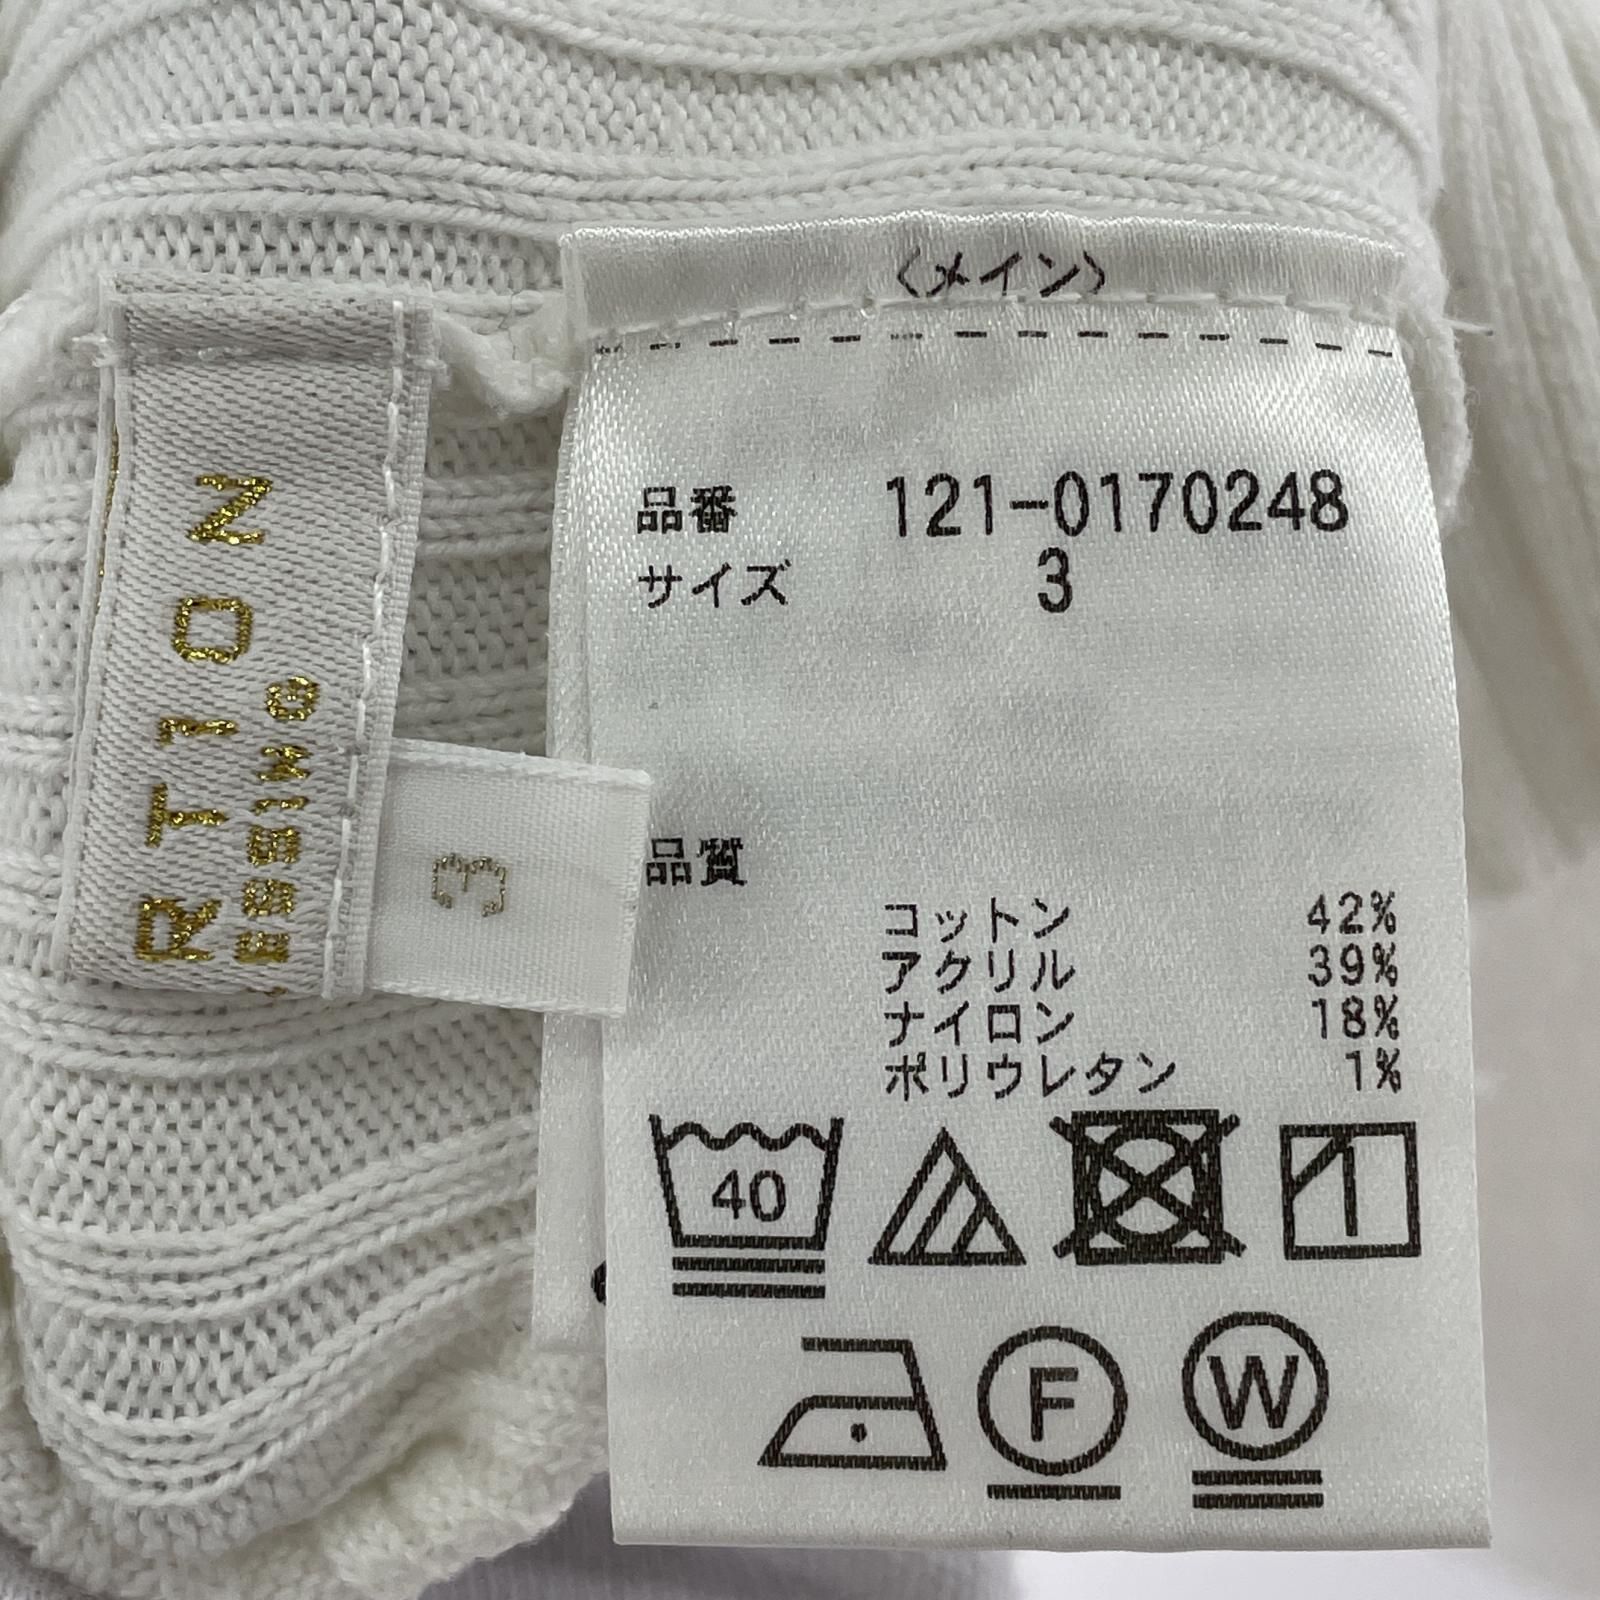 〈メイン〉
品番 121-0170248
サイズ 3
品質
コットン 42%
アクリル 39%
ナイロン 18%
ポリウレタン 1%
40
F
W
RTION
3